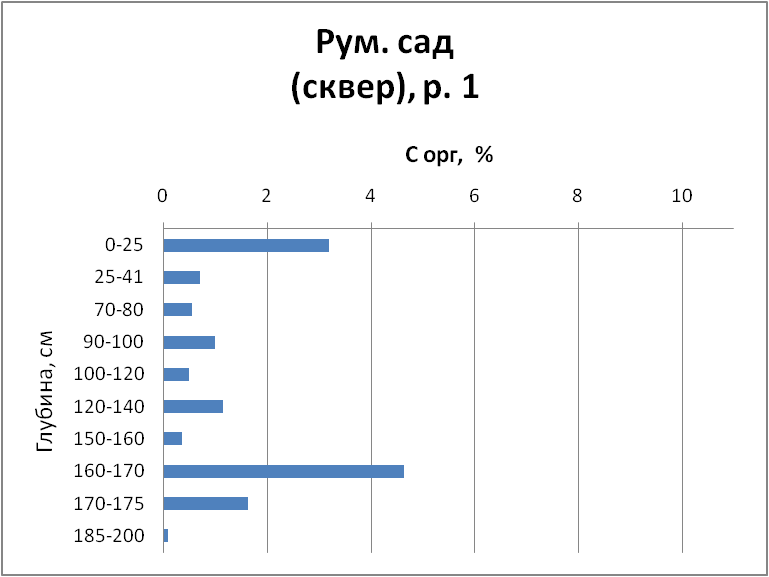 Рум. сад
(сквер), р. 1
С орг,  %
0 2 4 6 8 10
0-25
25-41
70-80
90-100
100-120
120-140
150-160
160-170
170-175
185-200
Глубина, см